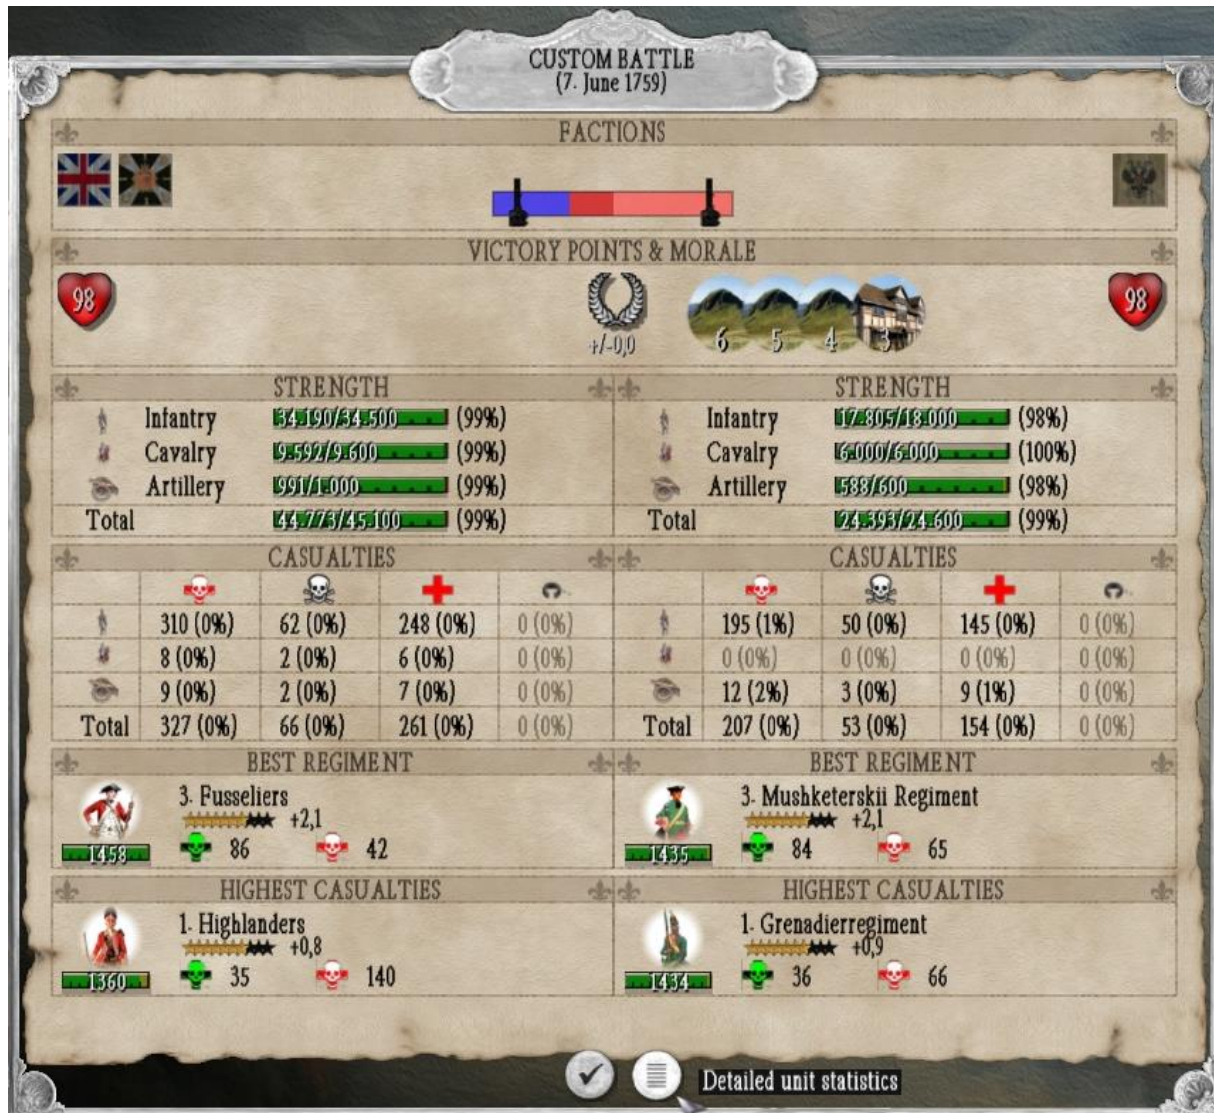 CUSTOM BATTLE
(7. June 1759)
FACTIONS
VICTORY POINTS & MORALE
98
+/-0,0
6 5 4 3
98
STRENGTH
Infantry 34.190/34.500 (99%)
Cavalry 9.592/9.600 (99%)
Artillery 991/1.000 (99%)
Total 44.773/45.100 (99%)
STRENGTH
Infantry 17.805/18.000 (98%)
Cavalry 6.000/6.000 (100%)
Artillery 588/600 (98%)
Total 24.393/24.600 (99%)
CASUALTIES
310 (0%) 62 (0%) 248 (0%) 0 (0%)
8 (0%) 2 (0%) 6 (0%) 0 (0%)
9 (0%) 2 (0%) 7 (0%) 0 (0%)
Total 327 (0%) 66 (0%) 261 (0%) 0 (0%)
CASUALTIES
195 (1%) 50 (0%) 145 (0%) 0 (0%)
0 (0%) 0 (0%) 0 (0%) 0 (0%)
12 (2%) 3 (0%) 9 (1%) 0 (0%)
Total 207 (0%) 53 (0%) 154 (0%) 0 (0%)
BEST REGIMENT
3. Fusseliers
+2,1
1458 86 42
BEST REGIMENT
3. Mushketerskii Regiment
+2,1
1435 84 65
HIGHEST CASUALTIES
1. Highlanders
+0,8
1360 35 140
HIGHEST CASUALTIES
1. Grenadierregiment
+0,9
1434 36 66
Detailed unit statistics